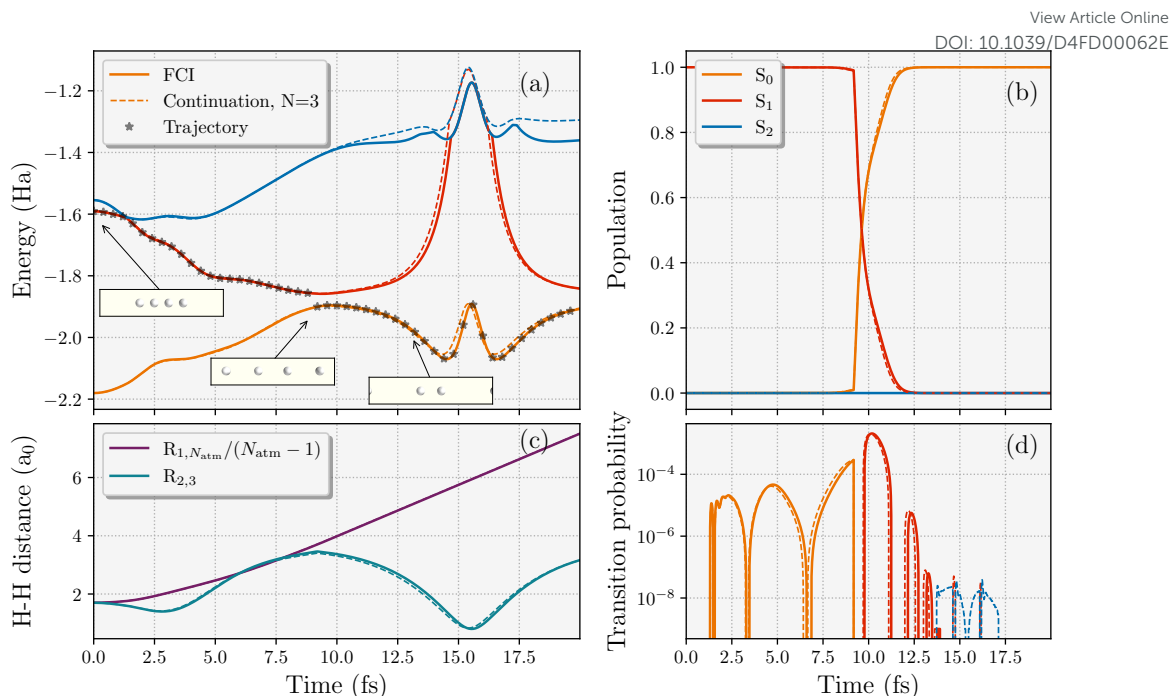 View Article Online
DOI: 10.1039/D4FD00062E
FCI
Continuation, N=3
Trajectory
(a)
Energy (Ha)
−1.2
−1.4
−1.6
−1.8
−2.0
−2.2
S₀
S₁
S₂
(b)
Population
1.0
0.8
0.6
0.4
0.2
0.0
R₁,Nₐₜₘ/(Nₐₜₘ − 1)
R₂,₃
(c)
H-H distance (a₀)
6
4
2
0.0 2.5 5.0 7.5 10.0 12.5 15.0 17.5
Time (fs)
(d)
Transition probability
10⁻⁴
10⁻⁶
10⁻⁸
0.0 2.5 5.0 7.5 10.0 12.5 15.0 17.5
Time (fs)